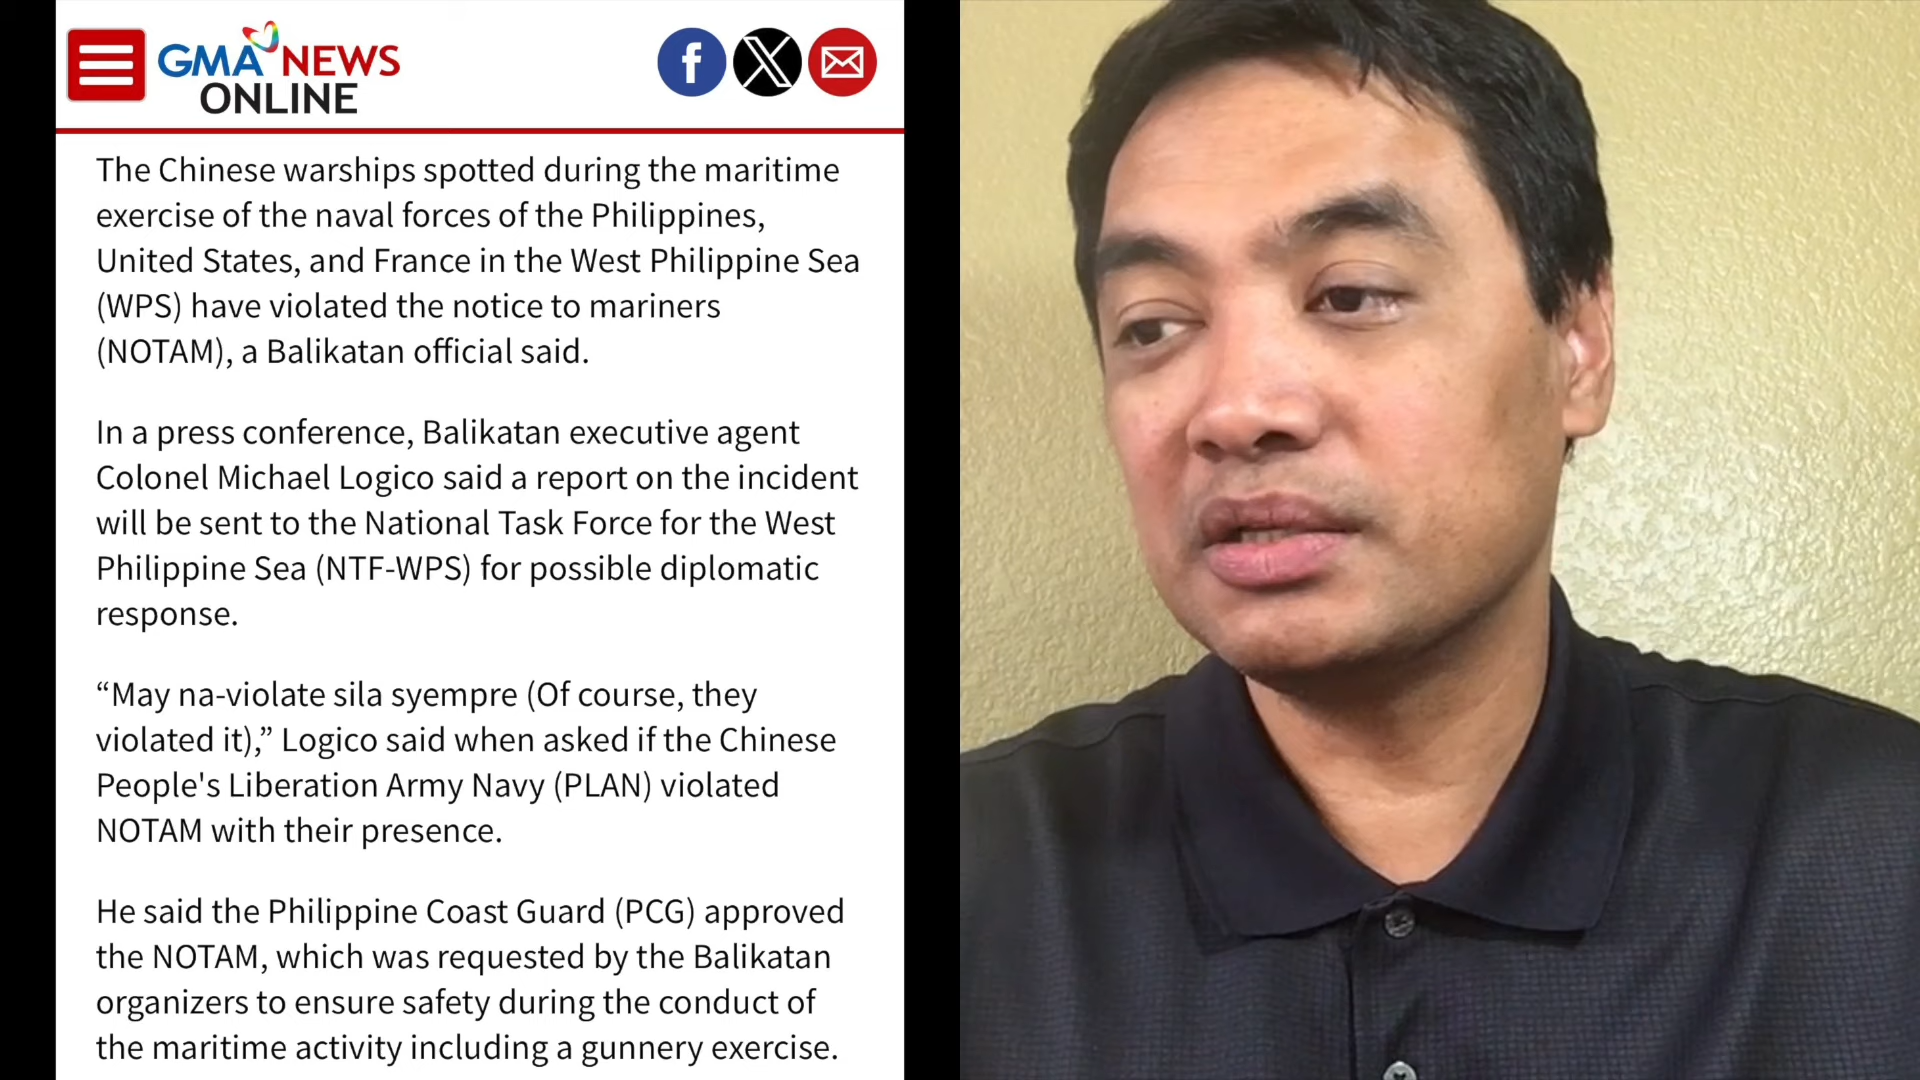 GMA NEWS
ONLINE
The Chinese warships spotted during the maritime
exercise of the naval forces of the Philippines,
United States, and France in the West Philippine Sea
(WPS) have violated the notice to mariners
(NOTAM), a Balikatan official said.
In a press conference, Balikatan executive agent
Colonel Michael Logico said a report on the incident
will be sent to the National Task Force for the West
Philippine Sea (NTF-WPS) for possible diplomatic
response.
“May na-violate sila syempre (Of course, they
violated it),” Logico said when asked if the Chinese
People's Liberation Army Navy (PLAN) violated
NOTAM with their presence.
He said the Philippine Coast Guard (PCG) approved
the NOTAM, which was requested by the Balikatan
organizers to ensure safety during the conduct of
the maritime activity including a gunnery exercise.